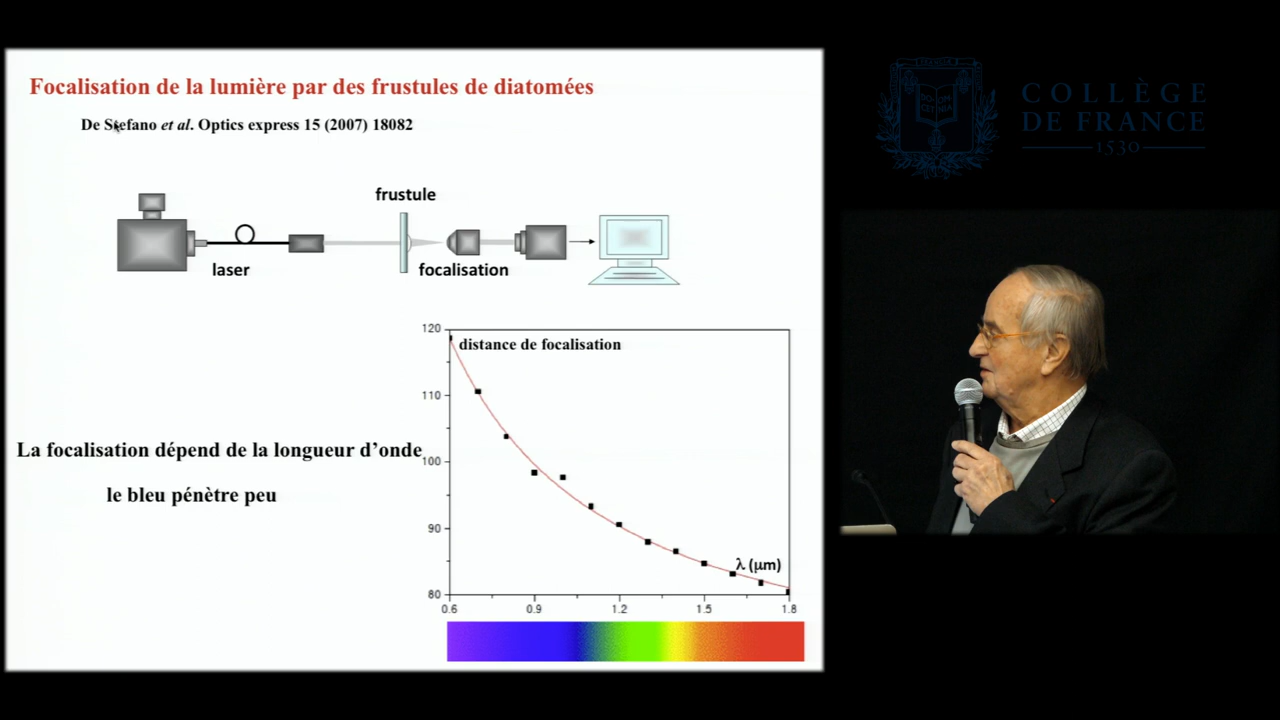 Focalisation de la lumière par des frustules de diatomées
De Stefano et al. Optics express 15 (2007) 18082
frustule
laser
focalisation
120
distance de focalisation
110
La focalisation dépend de la longueur d’onde
100
le bleu pénètre peu
90
λ (μm)
80
0.6 0.9 1.2 1.5 1.8
COLLÈGE
DE FRANCE
1530